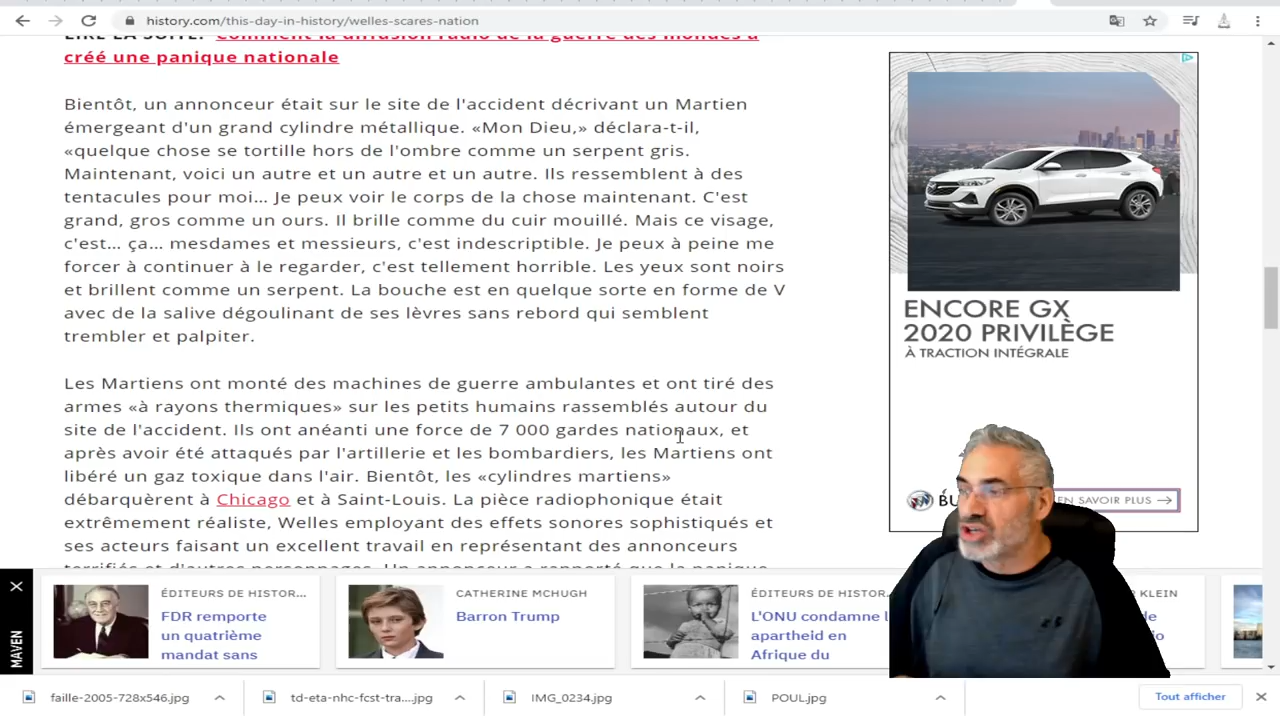 history.com/this-day-in-history/welles-scares-nation
LIRE LA SUITE: Comment la diffusion radio de la guerre des mondes a
créé une panique nationale
Bientôt, un annonceur était sur le site de l'accident décrivant un Martien
émergeant d'un grand cylindre métallique. «Mon Dieu,» déclara-t-il,
«quelque chose se tortille hors de l'ombre comme un serpent gris.
Maintenant, voici un autre et un autre et un autre. Ils ressemblent à des
tentacules pour moi... Je peux voir le corps de la chose maintenant. C'est
grand, gros comme un ours. Il brille comme du cuir mouillé. Mais ce visage,
c'est... ça... mesdames et messieurs, c'est indescriptible. Je peux à peine me
forcer à continuer à le regarder, c'est tellement horrible. Les yeux sont noirs
et brillent comme un serpent. La bouche est en quelque sorte en forme de V
avec de la salive dégoulinant de ses lèvres sans rebord qui semblent
trembler et palpiter.
Les Martiens ont monté des machines de guerre ambulantes et ont tiré des
armes «à rayons thermiques» sur les petits humains rassemblés autour du
site de l'accident. Ils ont anéanti une force de 7 000 gardes nationaux, et
après avoir été attaqués par l'artillerie et les bombardiers, les Martiens ont
libéré un gaz toxique dans l'air. Bientôt, les «cylindres martiens»
débarquèrent à Chicago et à Saint-Louis. La pièce radiophonique était
extrêmement réaliste, Welles employant des effets sonores sophistiqués et
ses acteurs faisant un excellent travail en représentant des annonceurs
terrifiés et d'autres personnages. Un annonceur a rapporté que la panique
ENCORE GX
2020 PRIVILÈGE
À TRACTION INTÉGRALE
EN SAVOIR PLUS →
MAVEN
ÉDITEURS DE HISTOR...
FDR remporte
un quatrième
mandat sans
CATHERINE MCHUGH
Barron Trump
ÉDITEURS DE HISTOR
L'ONU condamne l
apartheid en
Afrique du
KLEIN
de
faille-2005-728x546.jpg
td-eta-nhc-fcst-tra....jpg
IMG_0234.jpg
POUL.jpg
Tout afficher